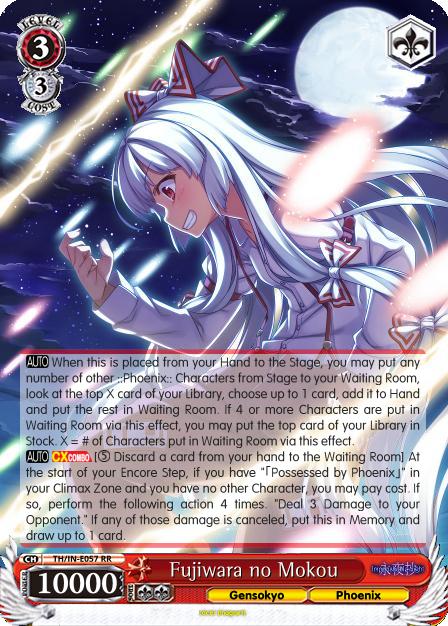 LEVEL
3
3
COST
AUTO When this is placed from your Hand to the Stage, you may put any
number of other ::Phoenix:: Characters from Stage to your Waiting Room,
look at the top X card of your Library, choose up to 1 card, add it to Hand
and put the rest in Waiting Room. If 4 or more Characters are put in
Waiting Room via this effect, you may put the top card of your Library in
Stock. X = # of Characters put in Waiting Room via this effect.
AUTO CXCOMBO [⑤ Discard a card from your hand to the Waiting Room] At
the start of your Encore Step, if you have "「Possessed by Phoenix」" in
your Climax Zone and you have no other Character, you may pay cost. If
so, perform the following action 4 times. "Deal 3 Damage to your
Opponent." If any of those damage is canceled, put this in Memory and
draw up to 1 card.
CH TH/IN-E057 RR
POWER 10000 SOUL Fujiwara no Mokou
Gensokyo Phoenix